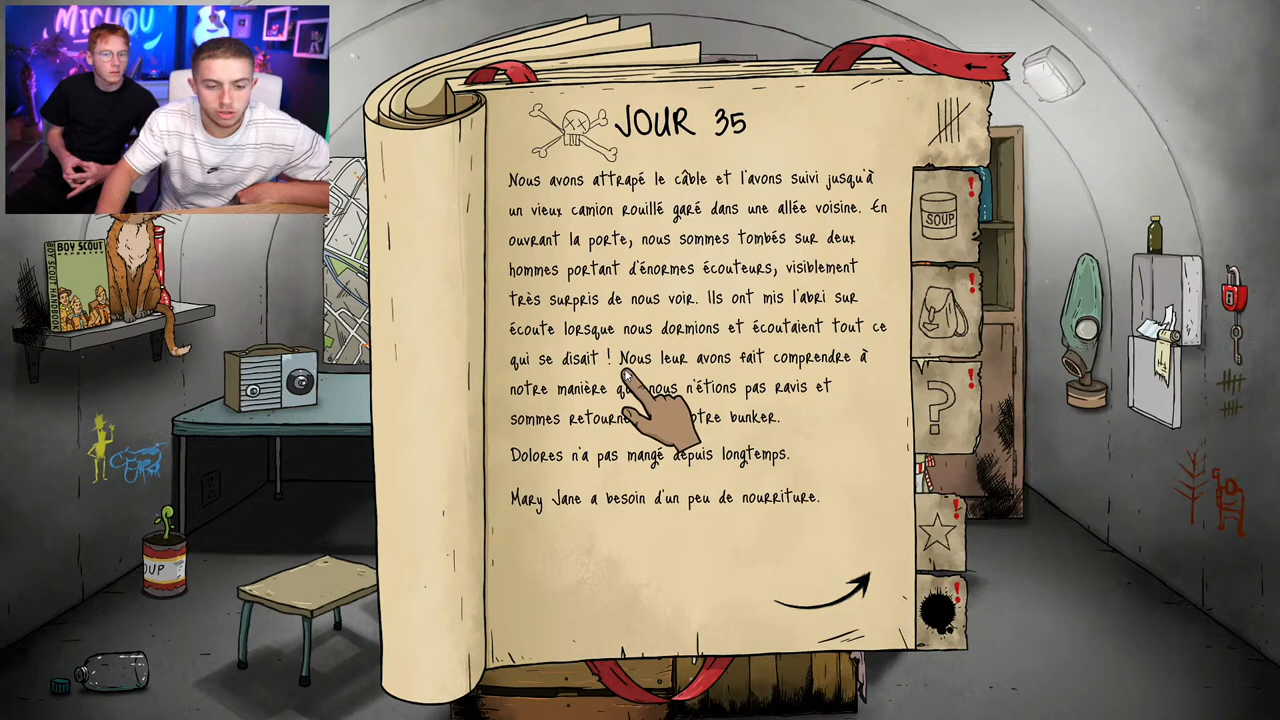 MICHOU
JOUR 35
Nous avons attrapé le câble et l'avons suivi jusqu'à
un vieux camion rouillé garé dans une allée voisine. En
ouvrant la porte, nous sommes tombés sur deux
hommes portant d'énormes écouteurs, visiblement
très surpris de nous voir. Ils ont mis l'abri sur
écoute lorsque nous dormions et écoutaient tout ce
qui se disait ! Nous leur avons fait comprendre à
notre manière nous n'étions pas ravis et
sommes bunker.
Dolores n'a pas mangé depuis longtemps.
Mary Jane a besoin d'un peu de nourriture.
SOUP
BOY SCOUT
HANDBOOK
BOY SCOUT HANDBOOK
OUP